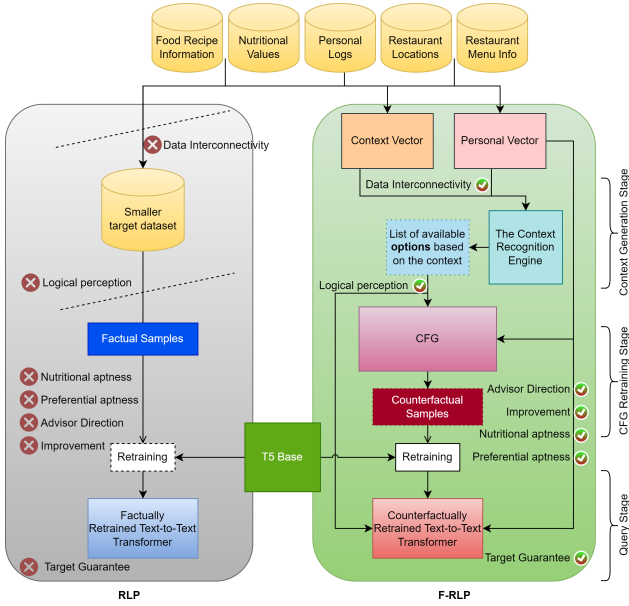 Food Recipe
Information
Nutritional
Values
Personal
Logs
Restaurant
Locations
Restaurant
Menu Info
Data Interconnectivity
Smaller
target dataset
Logical perception
Factual Samples
Nutritional aptness
Preferential aptness
Advisor Direction
Improvement
Retraining
Factually
Retrained Text-to-Text
Transformer
Target Guarantee
RLP
T5 Base
Context Vector
Personal Vector
Data Interconnectivity
List of available
options based
on the context
The Context
Recognition
Engine
Logical perception
CFG
Counterfactual
Samples
Advisor Direction
Improvement
Nutritional aptness
Preferential aptness
Retraining
Counterfactually
Retrained Text-to-Text
Transformer
Target Guarantee
F-RLP
Context Generation Stage
CFG Retraining Stage
Query Stage